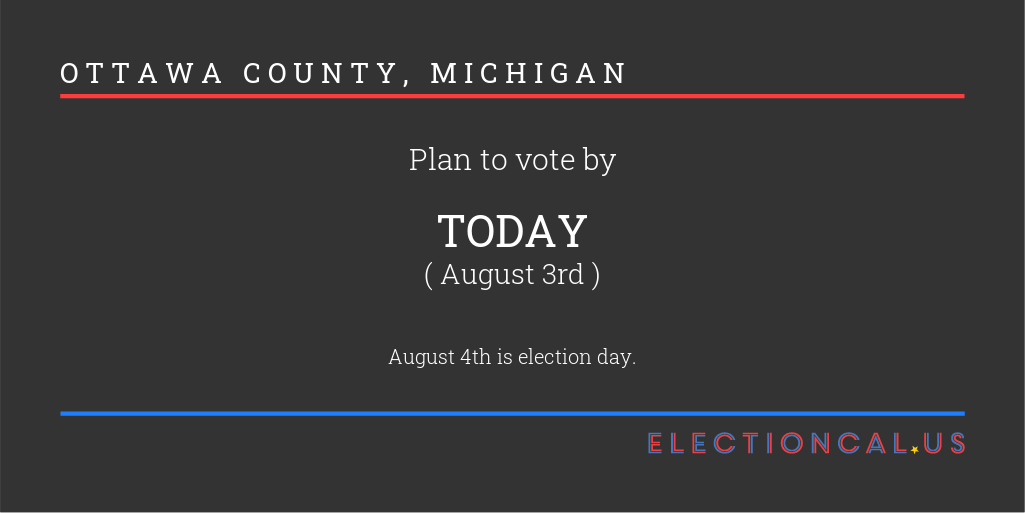 OTTAWA COUNTY, MICHIGAN
Plan to vote by
TODAY
( August 3rd )
August 4th is election day.
ELECTIONCAL.US